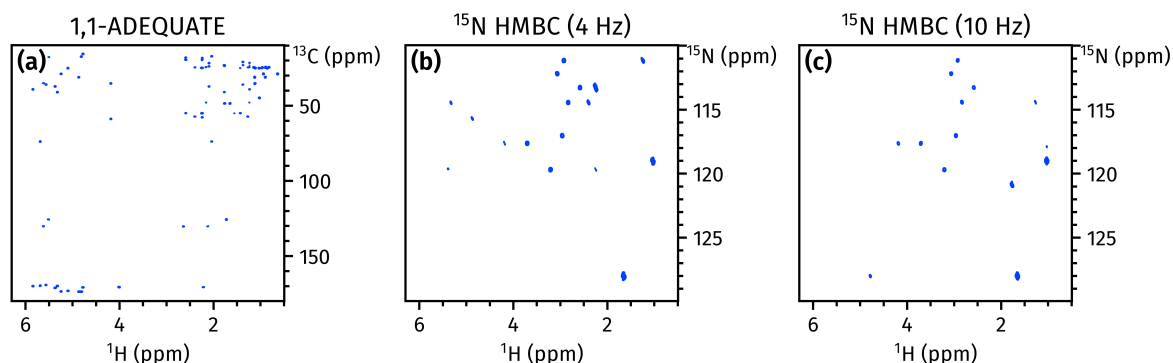 1,1-ADEQUATE
(a)
¹³C (ppm)
50
100
150
6 4 2
¹H (ppm)
¹⁵N HMBC (4 Hz)
(b)
¹⁵N (ppm)
115
120
125
6 4 2
¹H (ppm)
¹⁵N HMBC (10 Hz)
(c)
¹⁵N (ppm)
115
120
125
6 4 2
¹H (ppm)